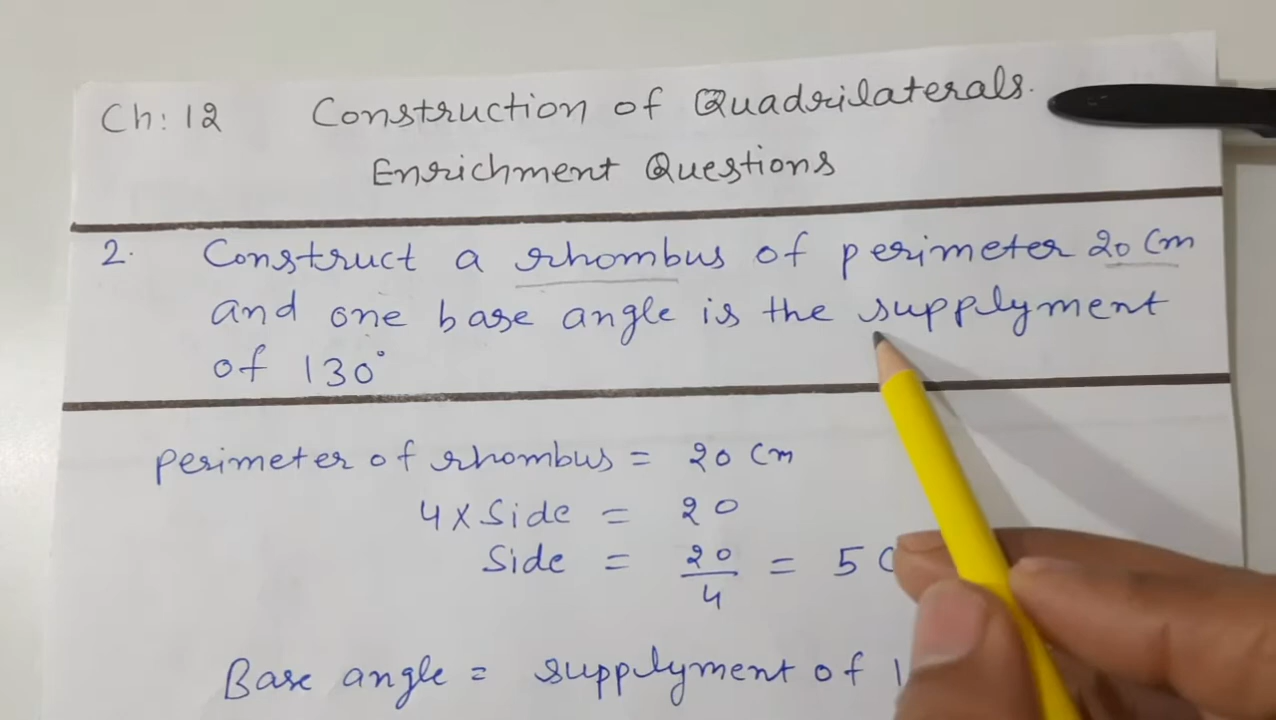 Ch: 12 Construction of Quadrilaterals.
Enrichment Questions
2. Construct a rhombus of perimeter 20 Cm
and one base angle is the supplyment
of 130°
perimeter of rhombus = 20 Cm
4 X Side = 20
Side = 20/4 = 5 C
Base angle = supplyment of 1